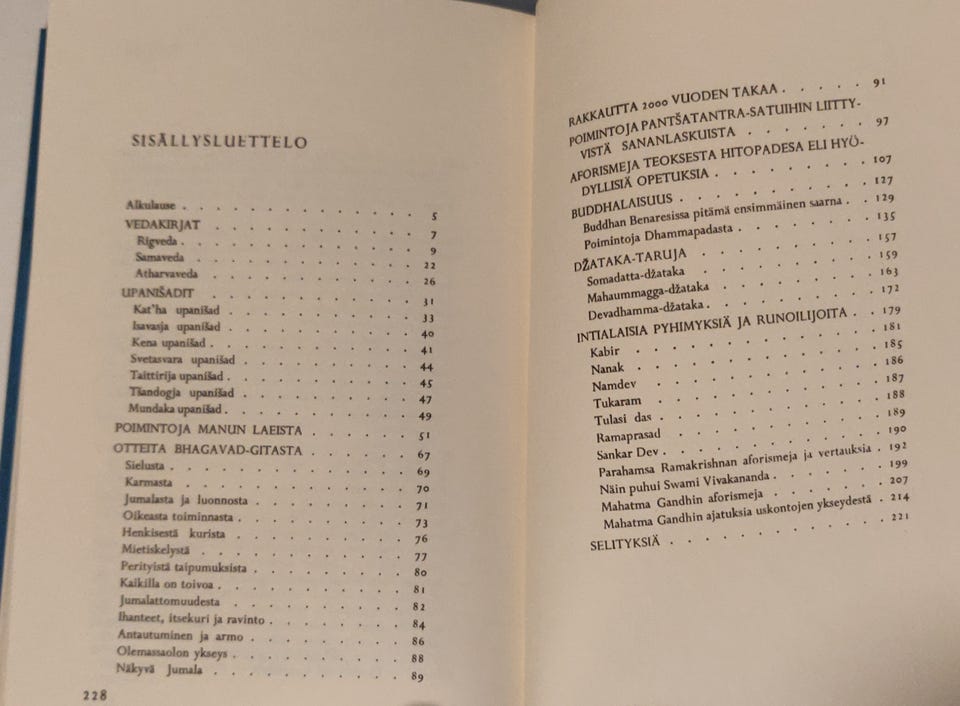 SISÄLLYSLUETTELO
Alkulause . . . . . . . . . . . . . 5
VEDAKIRJAT . . . . . . . . . . . 7
Rigveda . . . . . . . . . . . . . 9
Samaveda . . . . . . . . . . . . 22
Atharvaveda . . . . . . . . . . . 26
UPANIŠADIT . . . . . . . . . . . 31
Kat'ha upanišad . . . . . . . . . . 33
Isavasja upanišad . . . . . . . . . . 40
Kena upanišad . . . . . . . . . . . 41
Svetasvara upanišad . . . . . . . . . 44
Taittirija upanišad . . . . . . . . . . 45
Tšandogja upanišad . . . . . . . . . 47
Mundaka upanišad . . . . . . . . . . 49
POIMINTOJA MANUN LAEISTA . . . . . . 51
OTTEITA BHAGAVAD-GITASTA . . . . . . 67
Sielusta . . . . . . . . . . . . 69
Karmasta . . . . . . . . . . . . 70
Jumalasta ja luonnosta . . . . . . . . 71
Oikeasta toiminnasta . . . . . . . . . 73
Henkisestä kurista . . . . . . . . . 76
Mietiskelystä . . . . . . . . . . . 77
Perityistä taipumuksista . . . . . . . . 80
Kaikilla on toivoa . . . . . . . . . . 81
Jumalattomuudesta . . . . . . . . . 82
Ihanteet, itsekuri ja ravinto . . . . . . . 84
Antautuminen ja armo . . . . . . . . 86
Olemassaolon ykseys . . . . . . . . . 88
Näkyvä Jumala . . . . . . . . . . 89
228
RAKKAUTTA 2000 VUODEN TAKAA . . . . . 91
POIMINTOJA PANTŠATANTRA-SATUIHIN LIITTY-
VISTÄ SANANLASKUISTA . . . . . . . 97
AFORISMEJA TEOKSESTA HITOPADESA ELI HYÖ-
DYLLISIÄ OPETUKSIA . . . . . . . . 107
BUDDHALAISUUS . . . . . . . . . . 127
Buddhan Benaresissa pitämä ensimmäinen saarna . . 129
Poimintoja Dhammapadasta . . . . . . . 135
DŽATAKA-TARUJA . . . . . . . . . . 157
Somadatta-džataka . . . . . . . . . 159
Mahaummagga-džataka . . . . . . . . 163
Devadhamma-džataka . . . . . . . . . 172
INTIALAISIA PYHIMYKSIÄ JA RUNOILIJOITA . . 179
Kabir . . . . . . . . . . . . . 181
Nanak . . . . . . . . . . . . . 185
Namdev . . . . . . . . . . . . 186
Tukaram . . . . . . . . . . . . 187
Tulasi das . . . . . . . . . . . . 188
Ramaprasad . . . . . . . . . . . 189
Sankar Dev . . . . . . . . . . . . 190
Parahamsa Ramakrishnan aforismeja ja vertauksia . 192
Näin puhui Swami Vivakananda . . . . . . 199
Mahatma Gandhin aforismeja . . . . . . 207
Mahatma Gandhin ajatuksia uskontojen ykseydestä . 214
SELITYKSIÄ . . . . . . . . . . . . 221